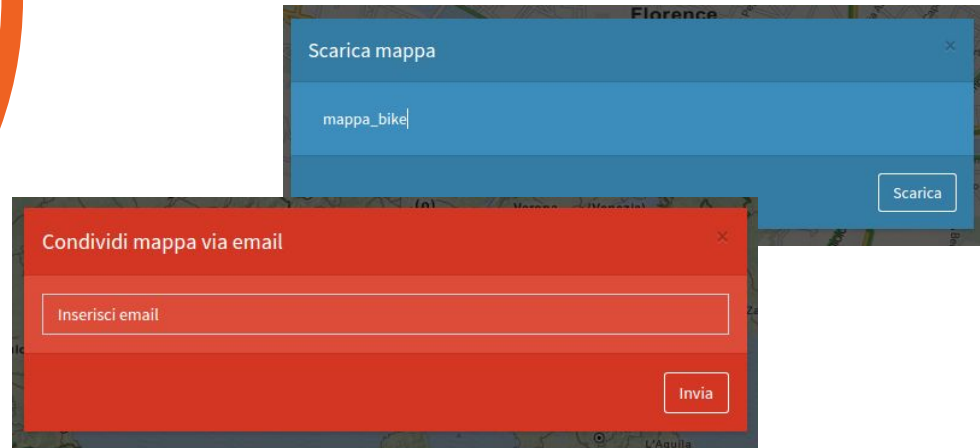 Florence
Scarica mappa
×
mappa_bike
Scarica
Verona
Condividi mappa via email
×
Inserisci email
Invia
L'Aquila